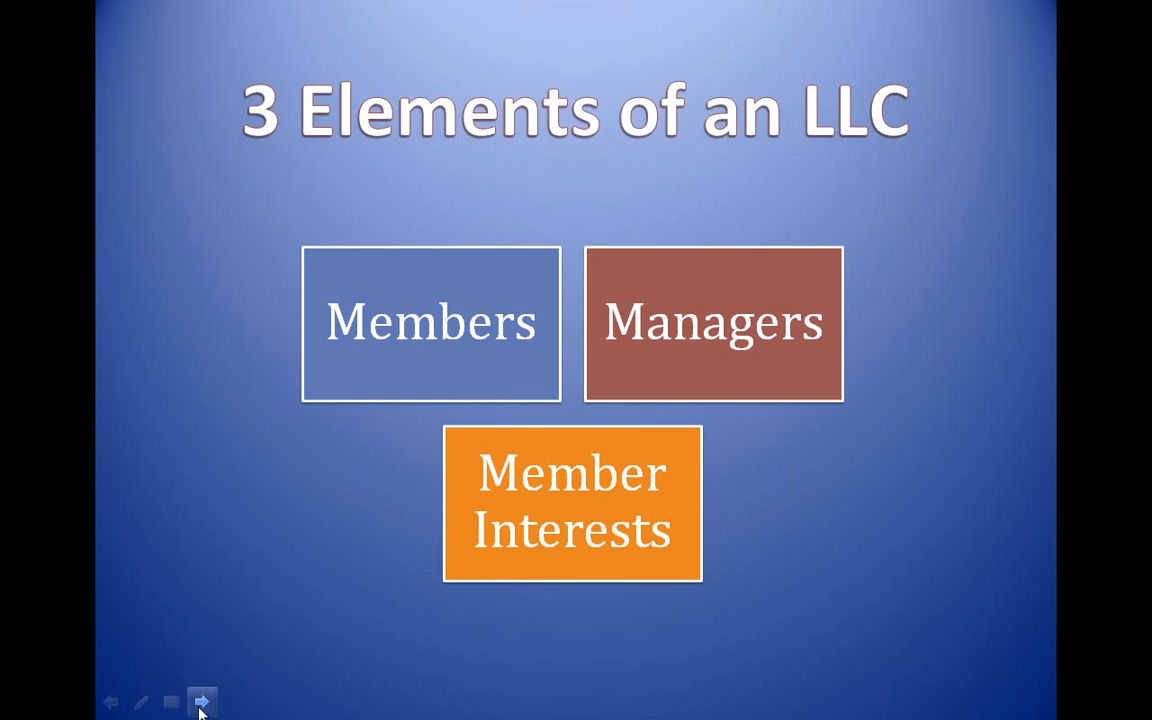 3 Elements of an LLC
Members
Managers
Member
Interests